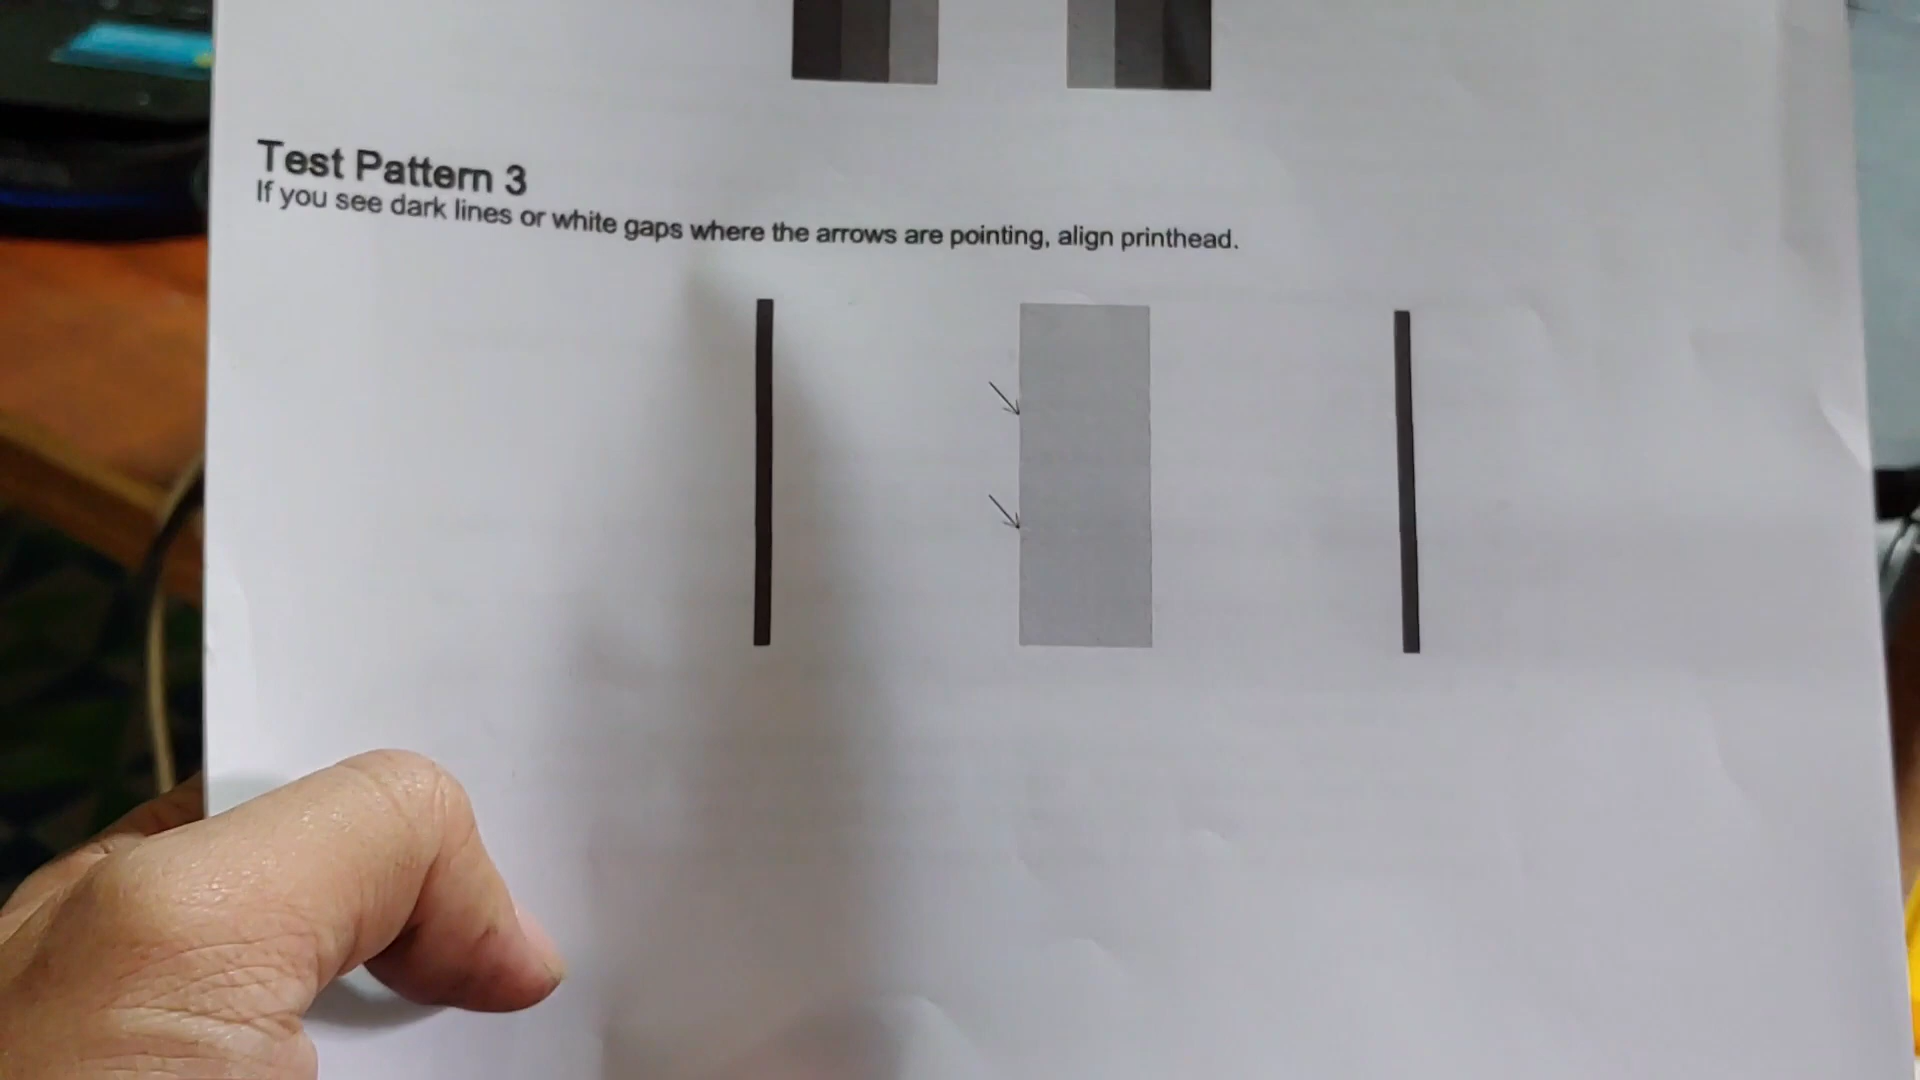 Test Pattern 3
If you see dark lines or white gaps where the arrows are pointing, align printhead.